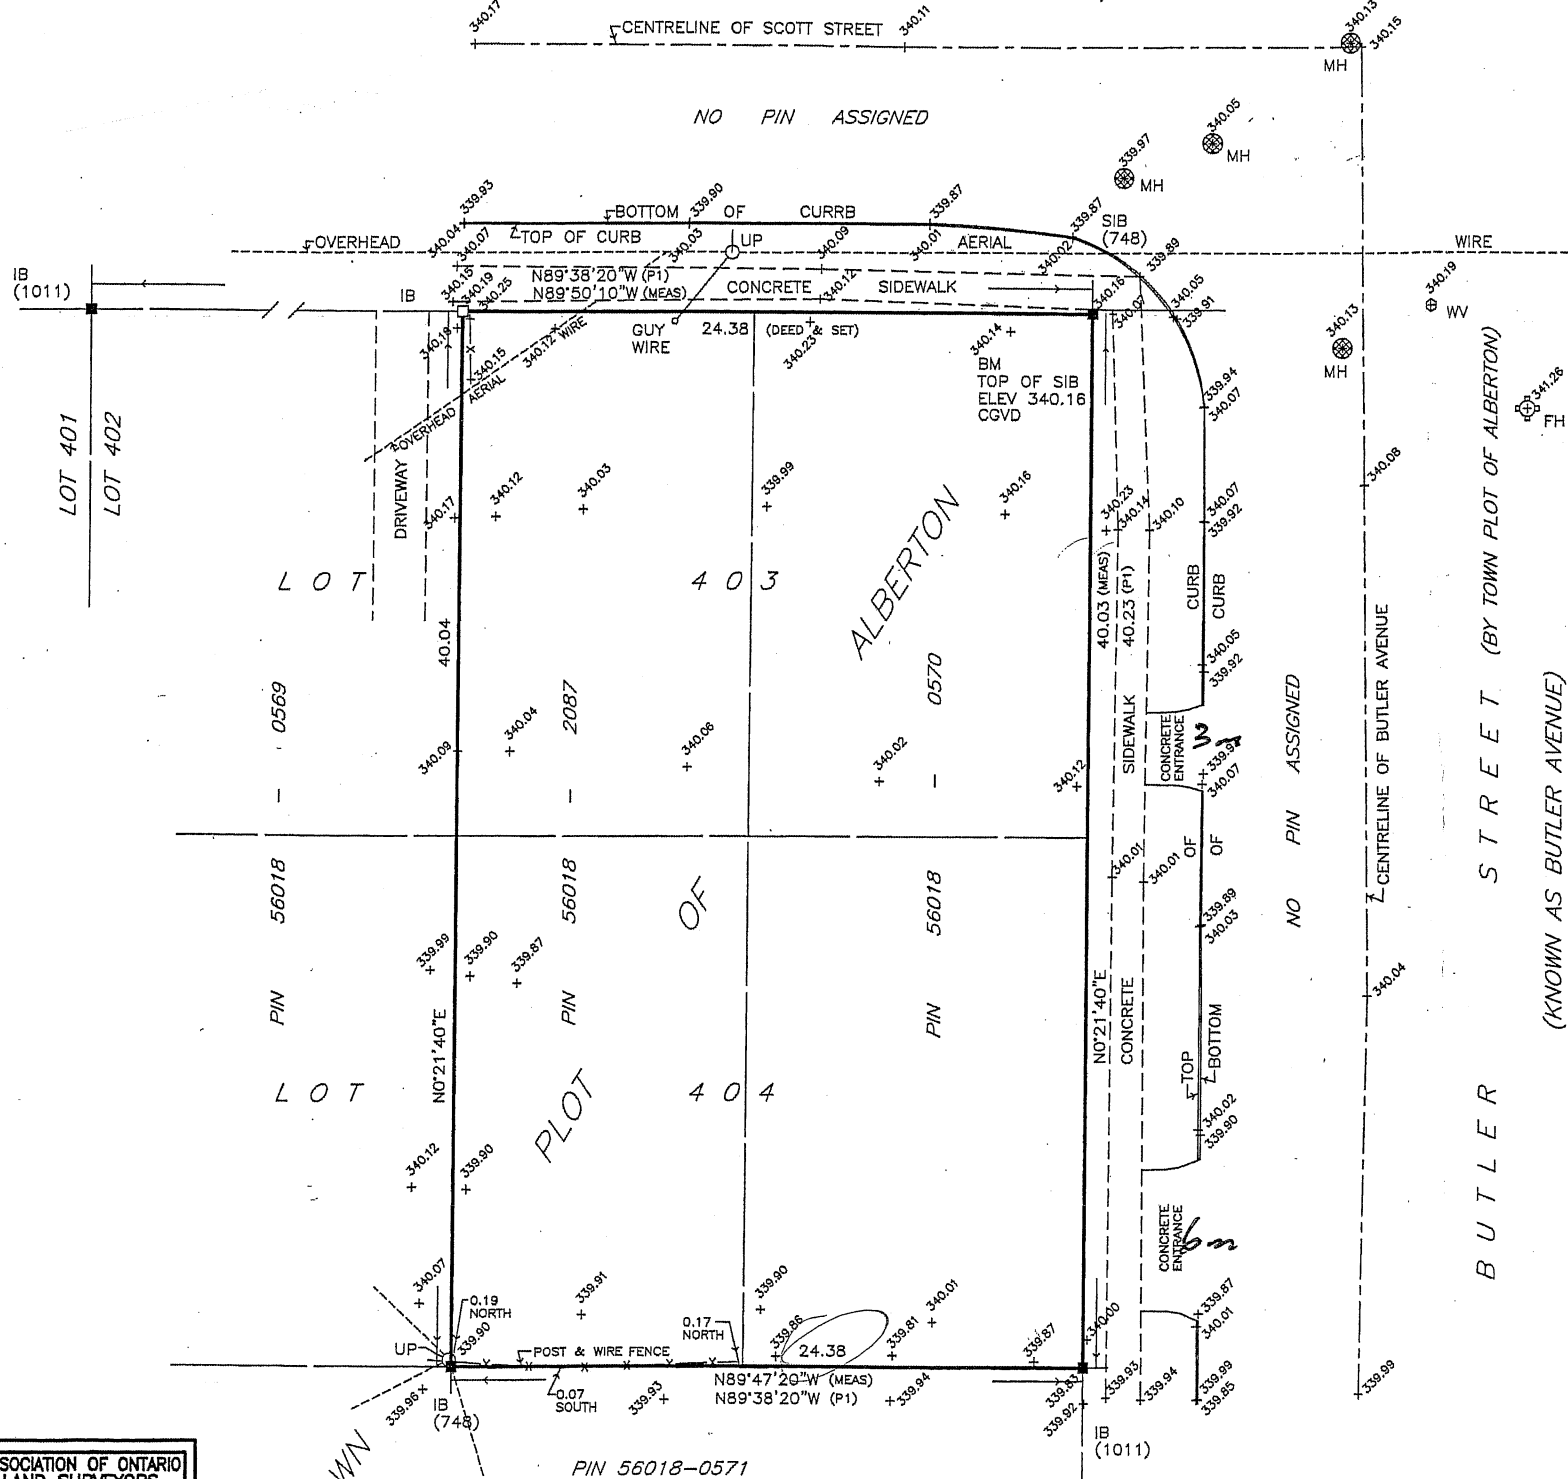 340.17
CENTRELINE OF SCOTT STREET
340.11
340.13
340.15
MH
NO PIN ASSIGNED
340.05
MH
339.97
MH
339.93
BOTTOM OF CURRB
339.90
339.87
339.87
SIB
(748)
OVERHEAD
340.04
340.07
TOP OF CURB
340.03
UP
340.09
340.01
AERIAL
340.02
339.89
WIRE
IB
(1011)
IB
340.15
340.19
340.25
N89°38'20"W (P1)
N89°50'10"W (MEAS)
340.12
CONCRETE SIDEWALK
340.16
340.07
340.05
339.91
340.19
WV
340.13
MH
340.19
340.15
340.12
WIRE
GUY
WIRE
24.38 (DEED & SET)
340.23
340.14
BM
TOP OF SIB
ELEV 340.16
CGVD
339.94
340.07
341.26
FH
OVERHEAD AERIAL
LOT 401
LOT 402
DRIVEWAY
340.17
340.12
340.03
339.99
340.16
340.23
340.14
340.10
340.07
339.92
340.08
LOT 403
ALBERTON
40.04
40.03 (MEAS)
40.23 (P1)
CURB
CURB
340.05
339.92
PIN 56018 - 0569
PIN 56018 - 2087
PIN 56018 - 0570
340.09
340.04
340.06
340.02
340.12
SIDEWALK
CONCRETE
ENTRANCE
3m
340.07
NO PIN ASSIGNED
CENTRELINE OF BUTLER AVENUE
BUTLER STREET (BY TOWN PLOT OF ALBERTON)
(KNOWN AS BUTLER AVENUE)
OF
340.01
340.01
OF
OF
339.89
340.03
339.99
339.90
339.87
340.04
N0°21'40"E
N0°21'40"E
CONCRETE
TOP
BOTTOM
LOT 404
PLOT
340.02
339.90
340.12
339.90
CONCRETE
ENTRANCE
6m
340.07
0.19
NORTH
339.91
339.90
340.01
339.87
340.01
UP
339.90
POST & WIRE FENCE
0.17
NORTH
339.86
24.38
339.81
339.87
340.00
N89°47'20"W (MEAS)
N89°38'20"W (P1)
0.07
SOUTH
339.96
IB
(748)
339.93
339.94
339.83
339.92
339.93
339.94
339.99
339.85
339.99
IB
(1011)
WN
PIN 56018-0571
SOCIATION OF ONTARIO
LAND SURVEYORS